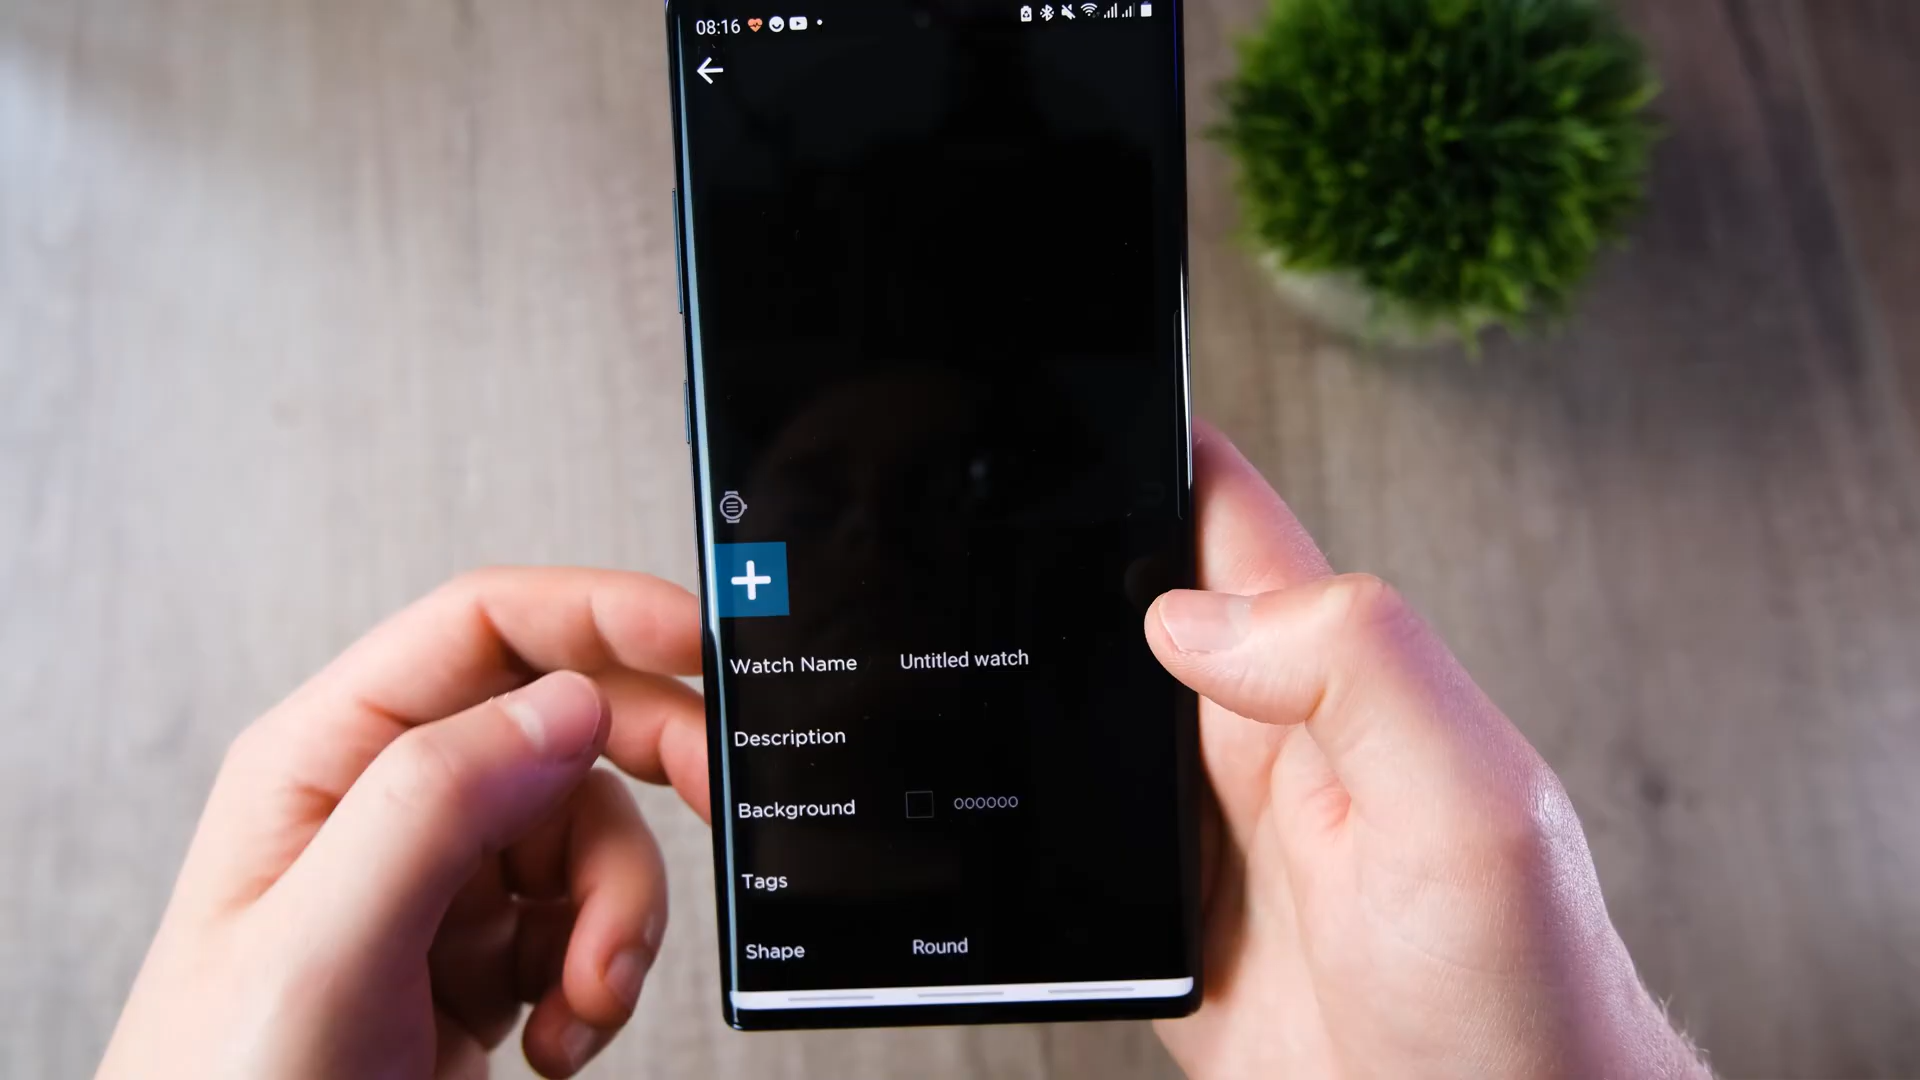 08:16
Watch Name Untitled watch
Description
Background 000000
Tags
Shape Round